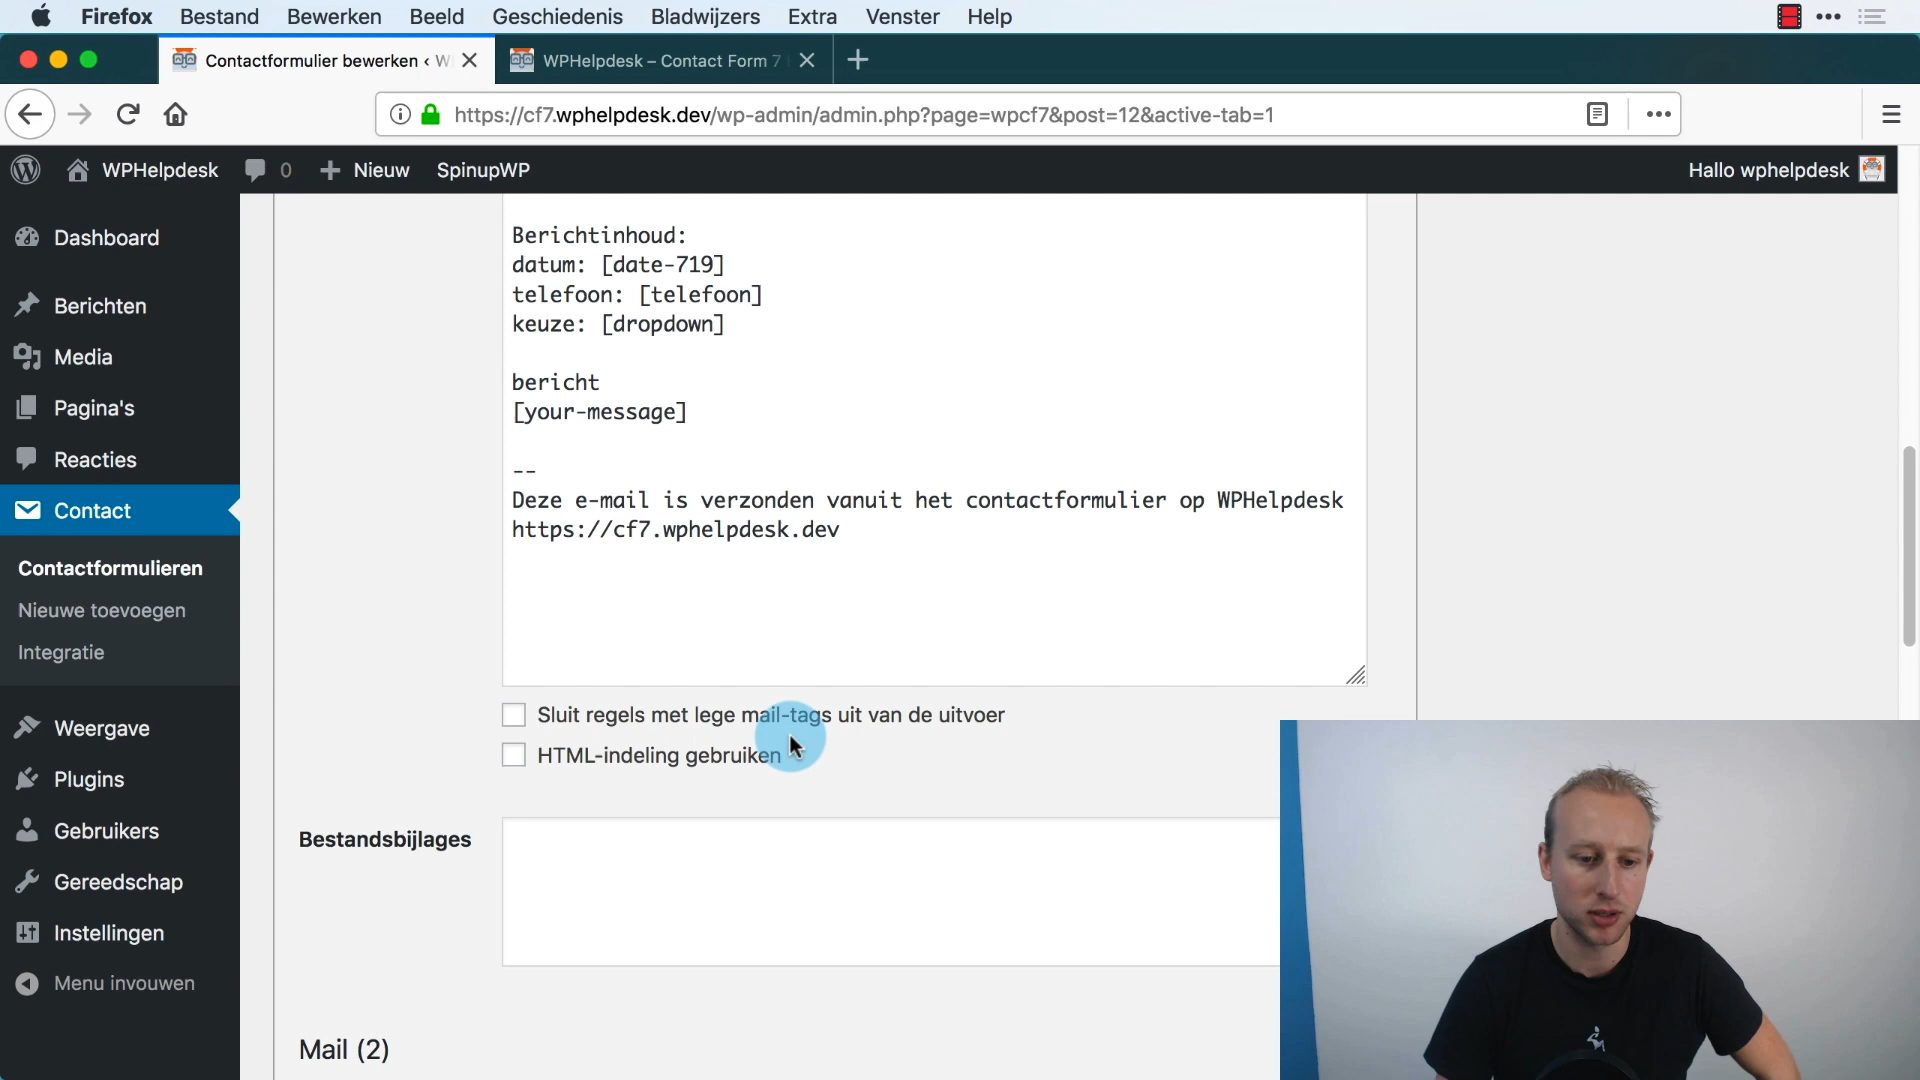 Firefox Bestand Bewerken Beeld Geschiedenis Bladwijzers Extra Venster Help
Contactformulier bewerken ‹ W
WPHelpdesk – Contact Form 7
https://cf7.wphelpdesk.dev/wp-admin/admin.php?page=wpcf7&post=12&active-tab=1
WPHelpdesk 0 Nieuw SpinupWP Hallo wphelpdesk
Dashboard
Berichten
Media
Pagina's
Reacties
Contact
Contactformulieren
Nieuwe toevoegen
Integratie
Weergave
Plugins
Gebruikers
Gereedschap
Instellingen
Menu invouwen
Berichtinhoud:
datum: [date-719]
telefoon: [telefoon]
keuze: [dropdown]
bericht
[your-message]
--
Deze e-mail is verzonden vanuit het contactformulier op WPHelpdesk
https://cf7.wphelpdesk.dev
Sluit regels met lege mail-tags uit van de uitvoer
HTML-indeling gebruiken
Bestandsbijlages
Mail (2)